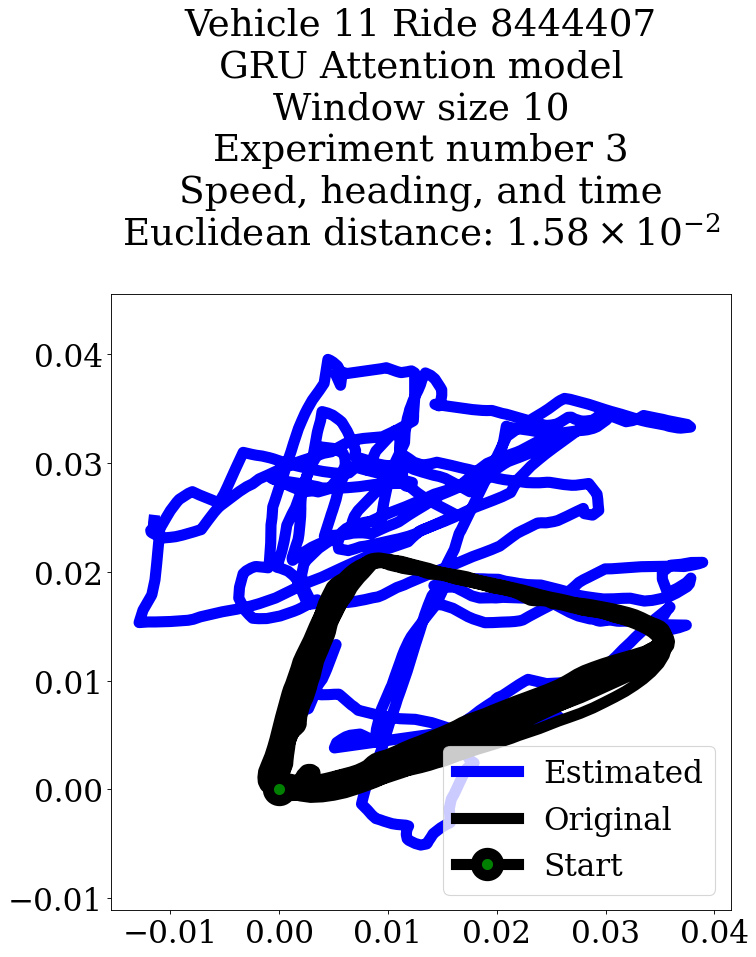 Vehicle 11 Ride 8444407
GRU Attention model
Window size 10
Experiment number 3
Speed, heading, and time
Euclidean distance: 1.58 × 10⁻²
0.04
0.03
0.02
0.01
0.00
−0.01
Estimated
Original
Start
−0.01 0.00 0.01 0.02 0.03 0.04